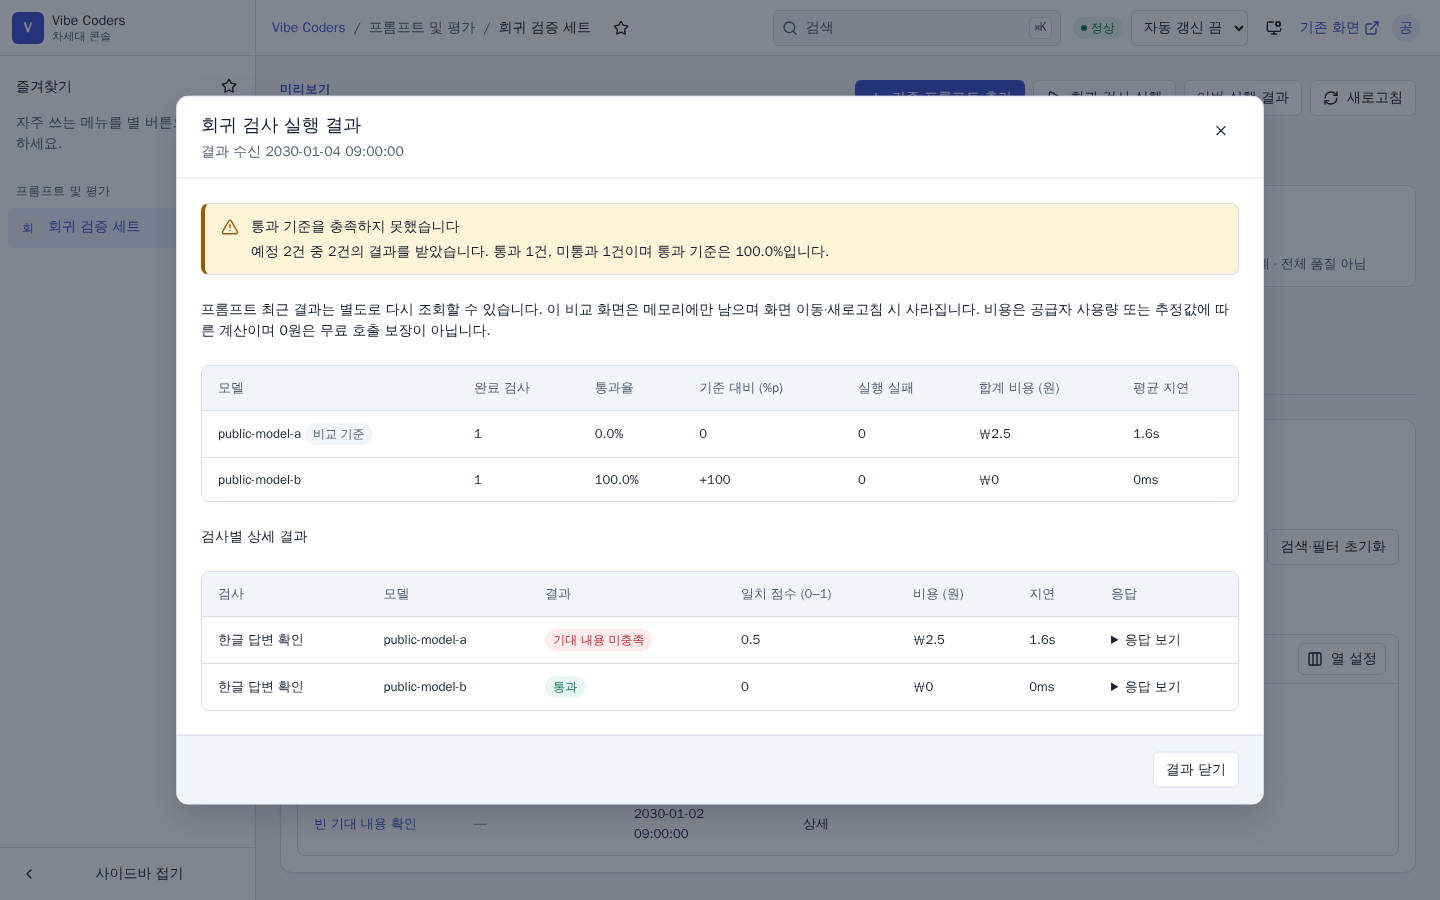 V
Vibe Coders
차세대 콘솔
Vibe Coders / 프롬프트 및 평가 / 회귀 검증 세트
검색
⌘K
정상
자동 갱신 끔
기존 화면
공
즐겨찾기
자주 쓰는 메뉴를 별 버튼으
하세요.
프롬프트 및 평가
회 회귀 검증 세트
미리보기
새로고침
회귀 검사 실행 결과
결과 수신 2030-01-04 09:00:00
통과 기준을 충족하지 못했습니다
예정 2건 중 2건의 결과를 받았습니다. 통과 1건, 미통과 1건이며 통과 기준은 100.0%입니다.
· 전체 품질 아님
프롬프트 최근 결과는 별도로 다시 조회할 수 있습니다. 이 비교 화면은 메모리에만 남으며 화면 이동·새로고침 시 사라집니다. 비용은 공급자 사용량 또는 추정값에 따
른 계산이며 0원은 무료 호출 보장이 아닙니다.
모델 완료 검사 통과율 기준 대비 (%p) 실행 실패 합계 비용 (원) 평균 지연
public-model-a 비교 기준 1 0.0% 0 0 ₩2.5 1.6s
public-model-b 1 100.0% +100 0 ₩0 0ms
검사별 상세 결과
검색·필터 초기화
검사 모델 결과 일치 점수 (0–1) 비용 (원) 지연 응답
한글 답변 확인 public-model-a 기대 내용 미충족 0.5 ₩2.5 1.6s ▶ 응답 보기
한글 답변 확인 public-model-b 통과 0 ₩0 0ms ▶ 응답 보기
열 설정
결과 닫기
빈 기대 내용 확인 — 2030-01-02 상세
09:00:00
사이드바 접기